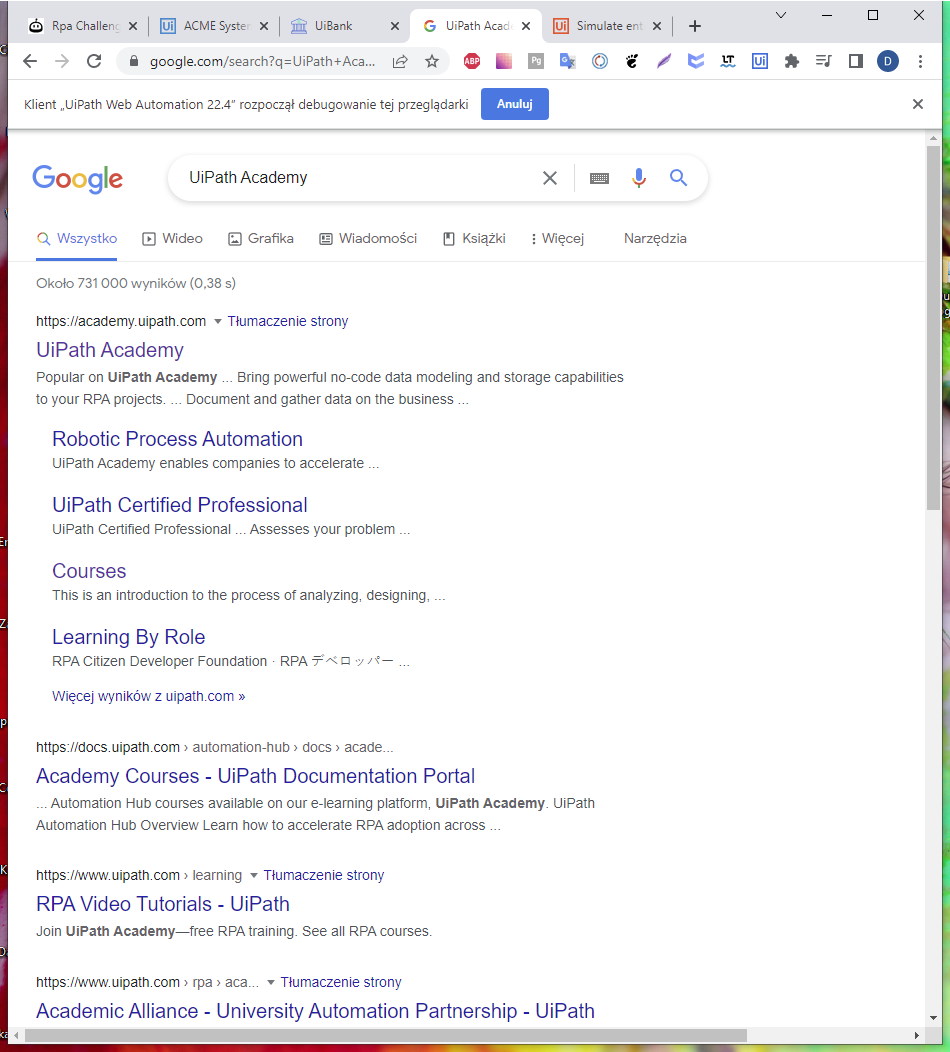 Rpa Challeng
ACME System
UiBank
UiPath Acade
Simulate ent
google.com/search?q=UiPath+Aca...
ABP
Pg
LT
Ui
D
Klient „UiPath Web Automation 22.4” rozpoczął debugowanie tej przeglądarki
Anuluj
Google
UiPath Academy
Wszystko
Wideo
Grafika
Wiadomości
Książki
Więcej
Narzędzia
Około 731 000 wyników (0,38 s)
https://academy.uipath.com
Tłumaczenie strony
UiPath Academy
Popular on UiPath Academy ... Bring powerful no-code data modeling and storage capabilities
to your RPA projects. ... Document and gather data on the business ...
Robotic Process Automation
UiPath Academy enables companies to accelerate ...
UiPath Certified Professional
UiPath Certified Professional ... Assesses your problem ...
Courses
This is an introduction to the process of analyzing, designing, ...
Learning By Role
RPA Citizen Developer Foundation · RPA デベロッパー ...
Więcej wyników z uipath.com »
https://docs.uipath.com › automation-hub › docs › acade...
Academy Courses - UiPath Documentation Portal
... Automation Hub courses available on our e-learning platform, UiPath Academy. UiPath
Automation Hub Overview Learn how to accelerate RPA adoption across ...
https://www.uipath.com › learning
Tłumaczenie strony
RPA Video Tutorials - UiPath
Join UiPath Academy—free RPA training. See all RPA courses.
https://www.uipath.com › rpa › aca...
Tłumaczenie strony
Academic Alliance - University Automation Partnership - UiPath